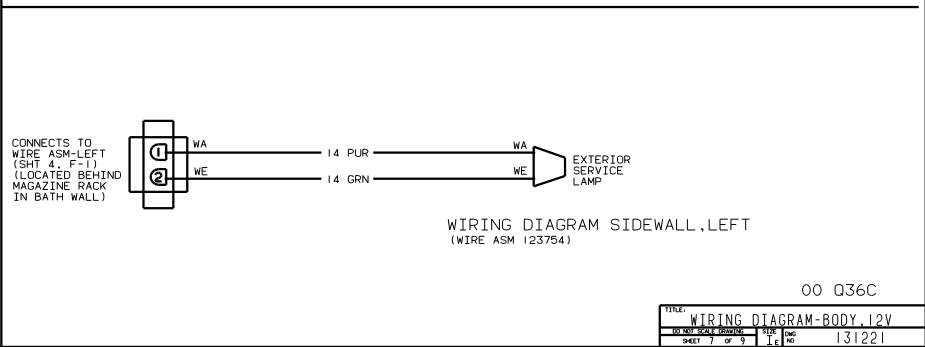 CONNECTS TO
WIRE ASM-LEFT
(SHT 4, F-1)
(LOCATED BEHIND
MAGAZINE RACK
IN BATH WALL)
1
2
WA
14 PUR
WA
WE
14 GRN
WE
EXTERIOR
SERVICE
LAMP
WIRING DIAGRAM SIDEWALL,LEFT
(WIRE ASM 123754)
00 Q36C
TITLE:
WIRING DIAGRAM-BODY,12V
DO NOT SCALE DRAWING
SHEET 7 OF 9
SIZE
E
DWG
NO
131221